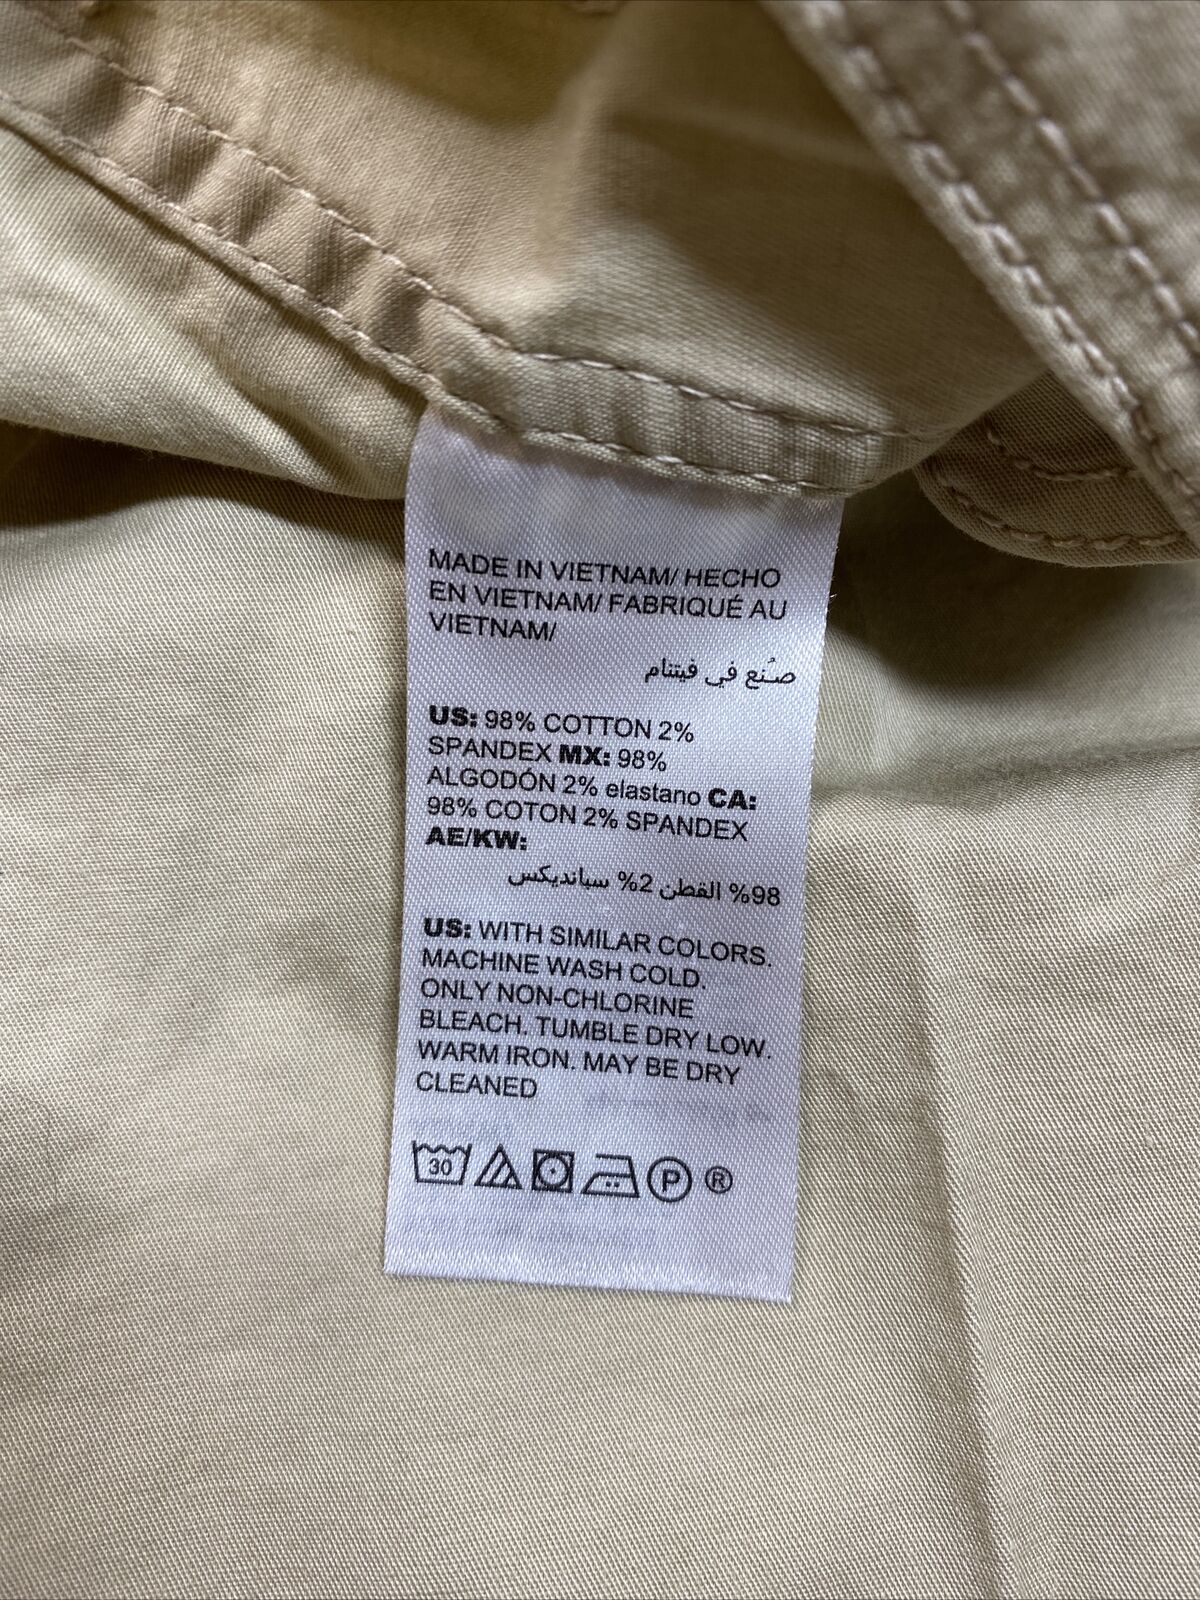 MADE IN VIETNAM/ HECHO
EN VIETNAM/ FABRIQUÉ AU
VIETNAM/
صُنع في فيتنام
US: 98% COTTON 2%
SPANDEX MX: 98%
ALGODÓN 2% elastano CA:
98% COTON 2% SPANDEX
AE/KW:
98% القطن 2% سبانديكس
US: WITH SIMILAR COLORS.
MACHINE WASH COLD.
ONLY NON-CHLORINE
BLEACH. TUMBLE DRY LOW.
WARM IRON. MAY BE DRY
CLEANED
30 P ®